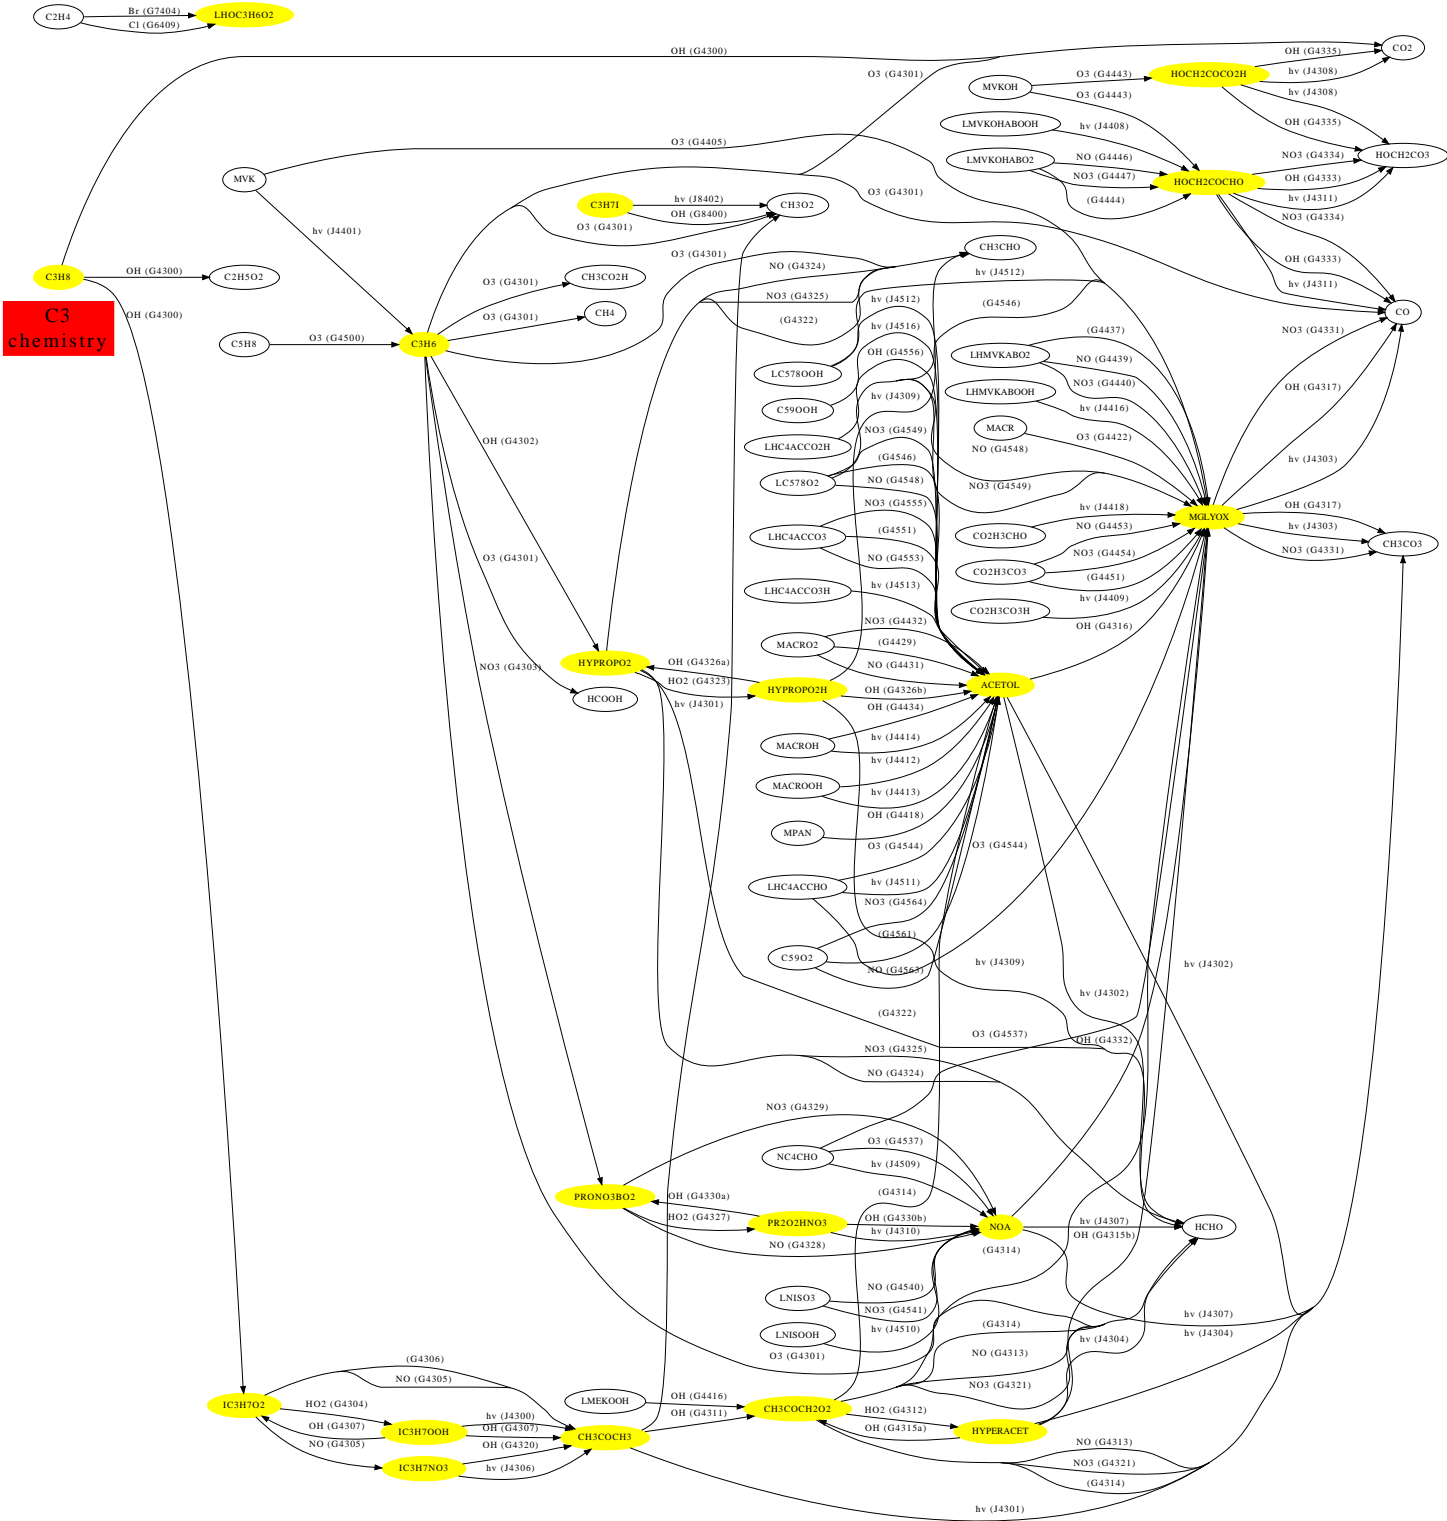 C2H4
Br (G7404)
Cl (G6409)
LHOC3H6O2
OH (G4300)
O3 (G4301)
CO2
OH (G4335)
hv (J4308)
HOCH2COCO2H
O3 (G4443)
MVKOH
O3 (G4443)
hv (J4308)
OH (G4335)
LMVKOHABOOH
hv (J4408)
LMVKOHABO2
NO (G4446)
NO3 (G4447)
(G4444)
HOCH2COCHO
NO3 (G4334)
OH (G4333)
hv (J4311)
HOCH2CO3
NO3 (G4334)
OH (G4333)
hv (J4311)
CO
O3 (G4405)
MVK
hv (J4401)
C3H7I
hv (J8402)
OH (G8400)
O3 (G4301)
CH3O2
O3 (G4301)
C3H8
OH (G4300)
C2H5O2
C3
chemistry
OH (G4300)
C5H8
O3 (G4500)
C3H6
O3 (G4301)
CH3CO2H
O3 (G4301)
CH4
O3 (G4301)
NO (G4324)
NO3 (G4325)
(G4322)
CH3CHO
hv (J4512)
hv (J4512)
(G4546)
hv (J4516)
OH (G4556)
hv (J4309)
NO3 (G4549)
(G4546)
NO (G4548)
LC578OOH
C59OOH
LHC4ACCO2H
LC578O2
LHMVKABO2
(G4437)
NO (G4439)
NO3 (G4440)
LHMVKABOOH
hv (J4416)
MACR
O3 (G4422)
NO (G4548)
NO3 (G4549)
NO3 (G4331)
OH (G4317)
hv (J4303)
MGLYOX
OH (G4317)
hv (J4303)
NO3 (G4331)
CH3CO3
CO2H3CHO
hv (J4418)
NO (G4453)
CO2H3CO3
NO3 (G4454)
(G4451)
CO2H3CO3H
hv (J4409)
OH (G4316)
LHC4ACCO3
NO3 (G4555)
(G4551)
NO (G4553)
LHC4ACCO3H
hv (J4513)
MACRO2
NO3 (G4432)
(G4429)
NO (G4431)
ACETOL
OH (G4302)
O3 (G4301)
NO3 (G4303)
HYPROPO2
HCOOH
OH (G4326a)
HO2 (G4323)
hv (J4301)
HYPROPO2H
OH (G4326b)
OH (G4434)
MACROH
hv (J4414)
hv (J4412)
MACROOH
hv (J4413)
MPAN
OH (G4418)
O3 (G4544)
LHC4ACCHO
hv (J4511)
O3 (G4544)
NO3 (G4564)
(G4561)
C59O2
NO (G4563)
hv (J4309)
hv (J4302)
hv (J4302)
(G4322)
O3 (G4537)
OH (G4332)
NO3 (G4325)
NO (G4324)
NO3 (G4329)
NC4CHO
O3 (G4537)
hv (J4509)
(G4314)
PRONO3BO2
OH (G4330a)
HO2 (G4327)
NO (G4328)
PR2O2HNO3
OH (G4330b)
hv (J4310)
NOA
hv (J4307)
HCHO
OH (G4315b)
(G4314)
LNISO3
NO (G4540)
NO3 (G4541)
LNISOOH
hv (J4510)
O3 (G4301)
(G4314)
NO (G4313)
NO3 (G4321)
hv (J4304)
hv (J4307)
hv (J4304)
(G4306)
NO (G4305)
IC3H7O2
HO2 (G4304)
OH (G4307)
NO (G4305)
IC3H7OOH
hv (J4300)
OH (G4307)
OH (G4320)
IC3H7NO3
hv (J4306)
CH3COCH3
LMEKOOH
OH (G4416)
OH (G4311)
CH3COCH2O2
HO2 (G4312)
OH (G4315a)
HYPERACET
NO (G4313)
NO3 (G4321)
(G4314)
hv (J4301)